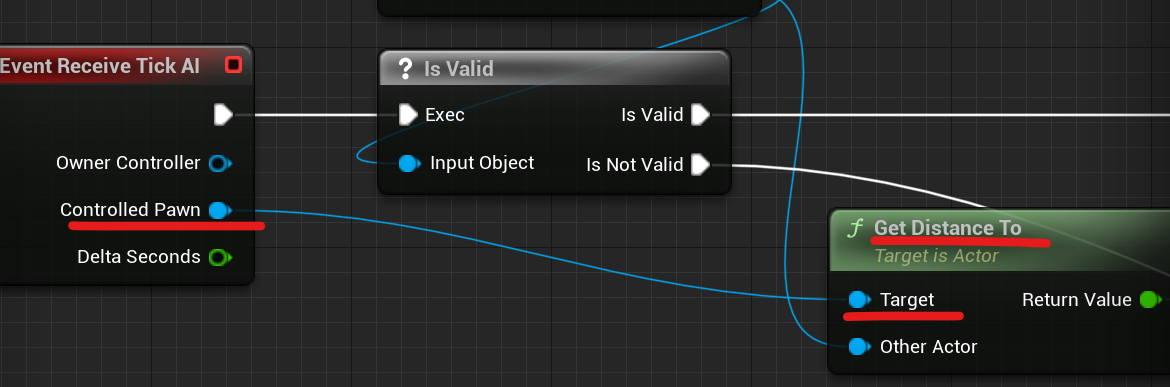 Event Receive Tick AI
Owner Controller
Controlled Pawn
Delta Seconds
? Is Valid
Exec
Is Valid
Input Object
Is Not Valid
f Get Distance To
Target is Actor
Target
Return Value
Other Actor